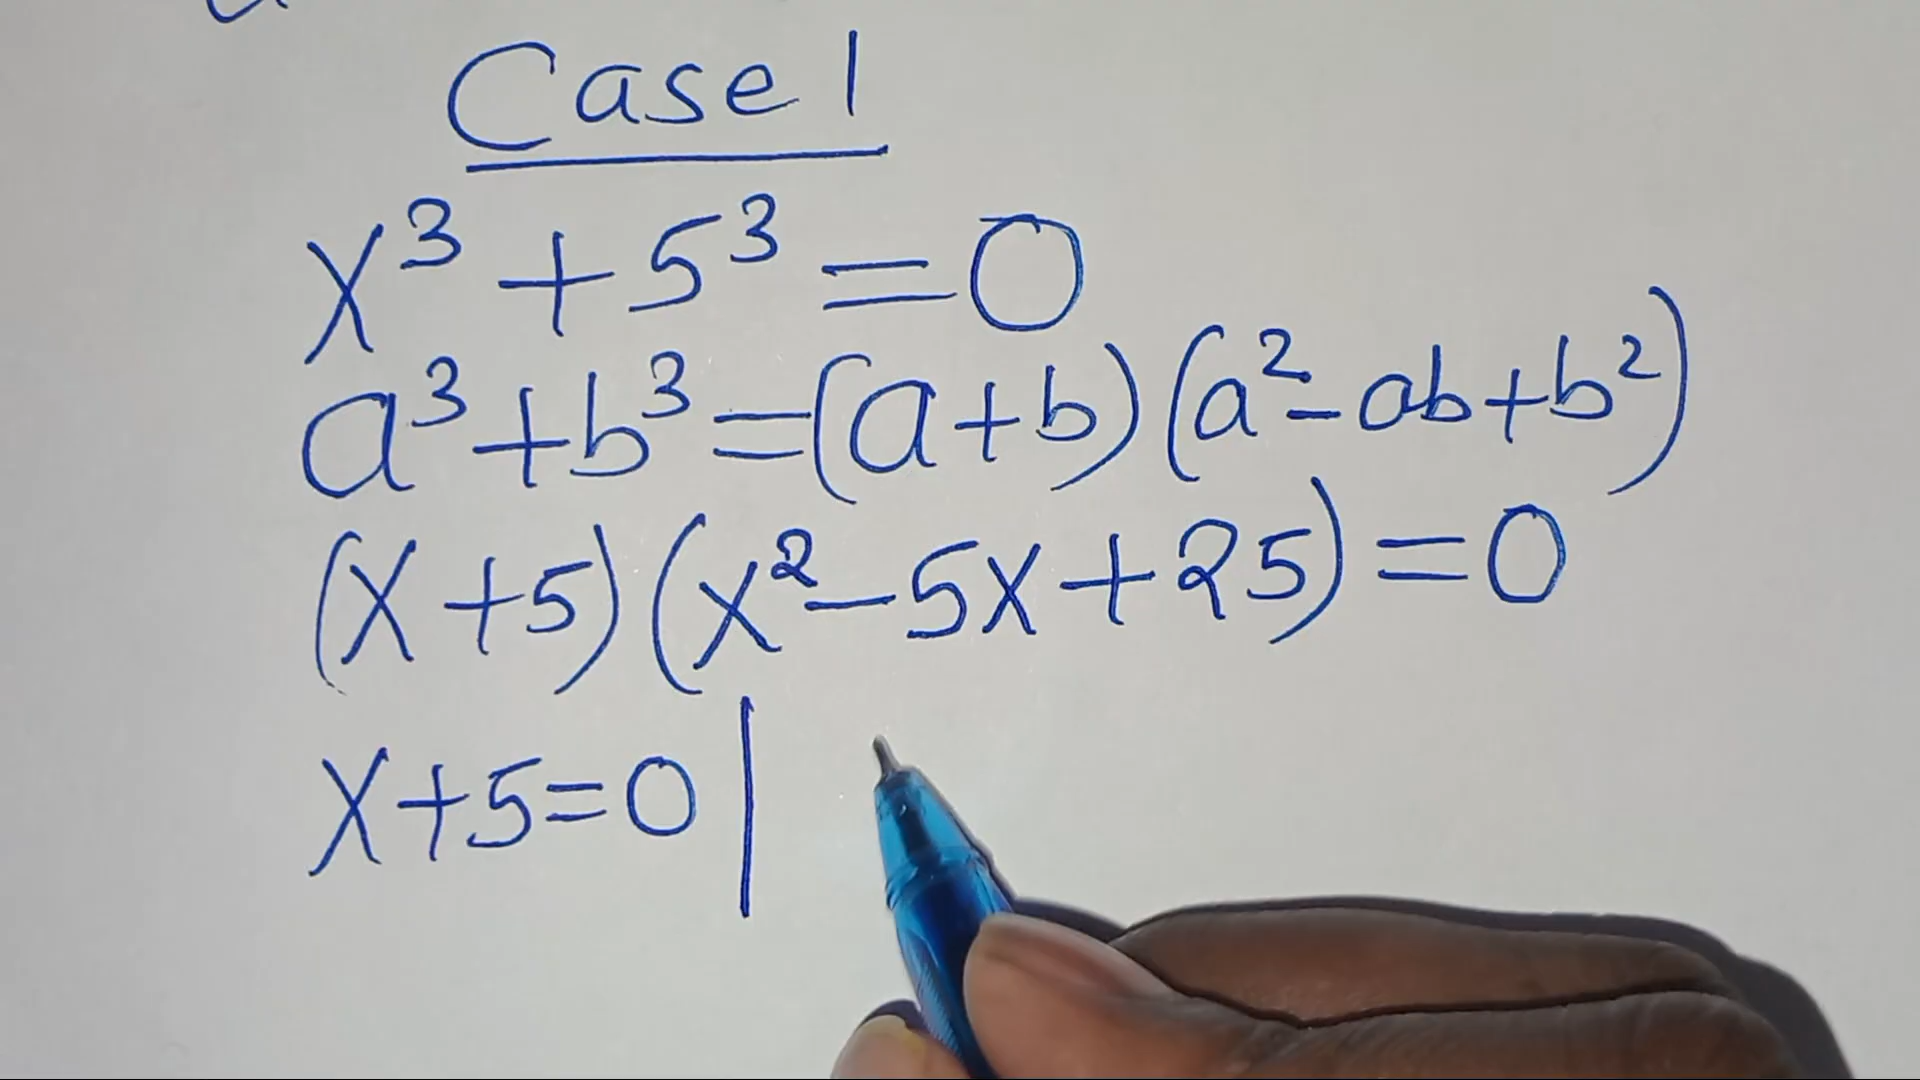 Case 1
x³ + 5³ = 0
a³ + b³ = (a + b) (a² - ab + b²)
(x + 5) (x² - 5x + 25) = 0
x + 5 = 0 |